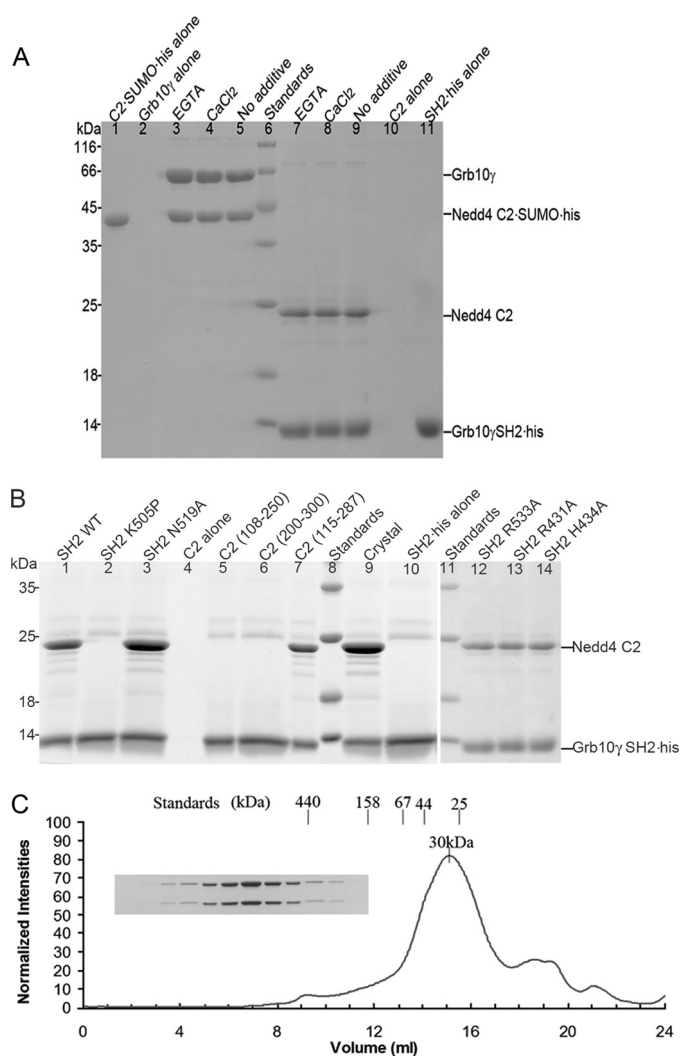 A
C2·SUMO·his alone
Grb10γ alone
EGTA
CaCl2
No additive
Standards
EGTA
CaCl2
No additive
C2 alone
SH2·his alone
kDa 1 2 3 4 5 6 7 8 9 10 11
116-
66-
45-
35-
25-
18-
14-
Grb10γ
Nedd4 C2·SUMO·his
Nedd4 C2
Grb10γSH2·his
B
SH2 WT
SH2 K505P
SH2 N519A
C2 alone
C2 (108-250)
C2 (200-300)
C2 (115-287)
Standards
Crystal
SH2·his alone
Standards
SH2 R533A
SH2 R431A
SH2 H434A
kDa 1 2 3 4 5 6 7 8 9 10 11 12 13 14
35-
25-
18-
14-
Nedd4 C2
Grb10γ SH2·his
C
Standards (kDa) 440 158 67 44 25
30kDa
Normalized Intensities
100
90
80
70
60
50
40
30
20
10
0
0 4 8 12 16 20 24
Volume (ml)